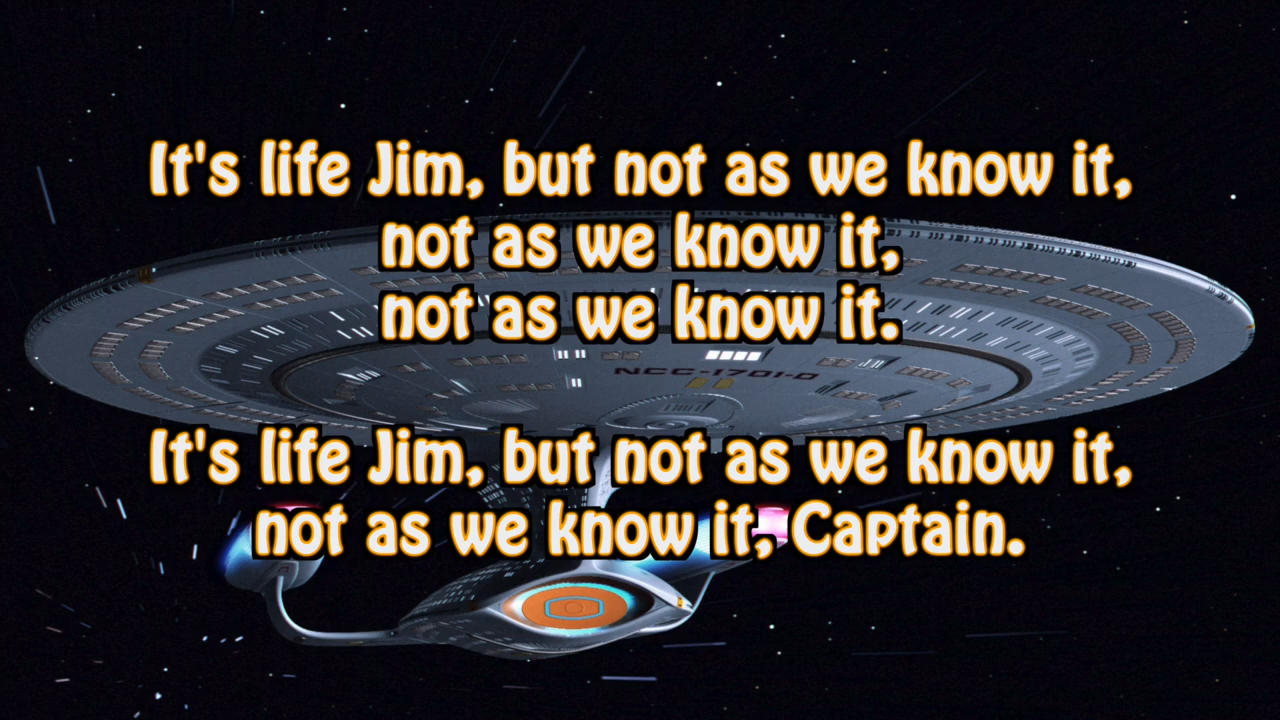 It's life Jim, but not as we know it,
not as we know it,
not as we know it.
NCC-1701-D
It's life Jim, but not as we know it,
not as we know it, Captain.